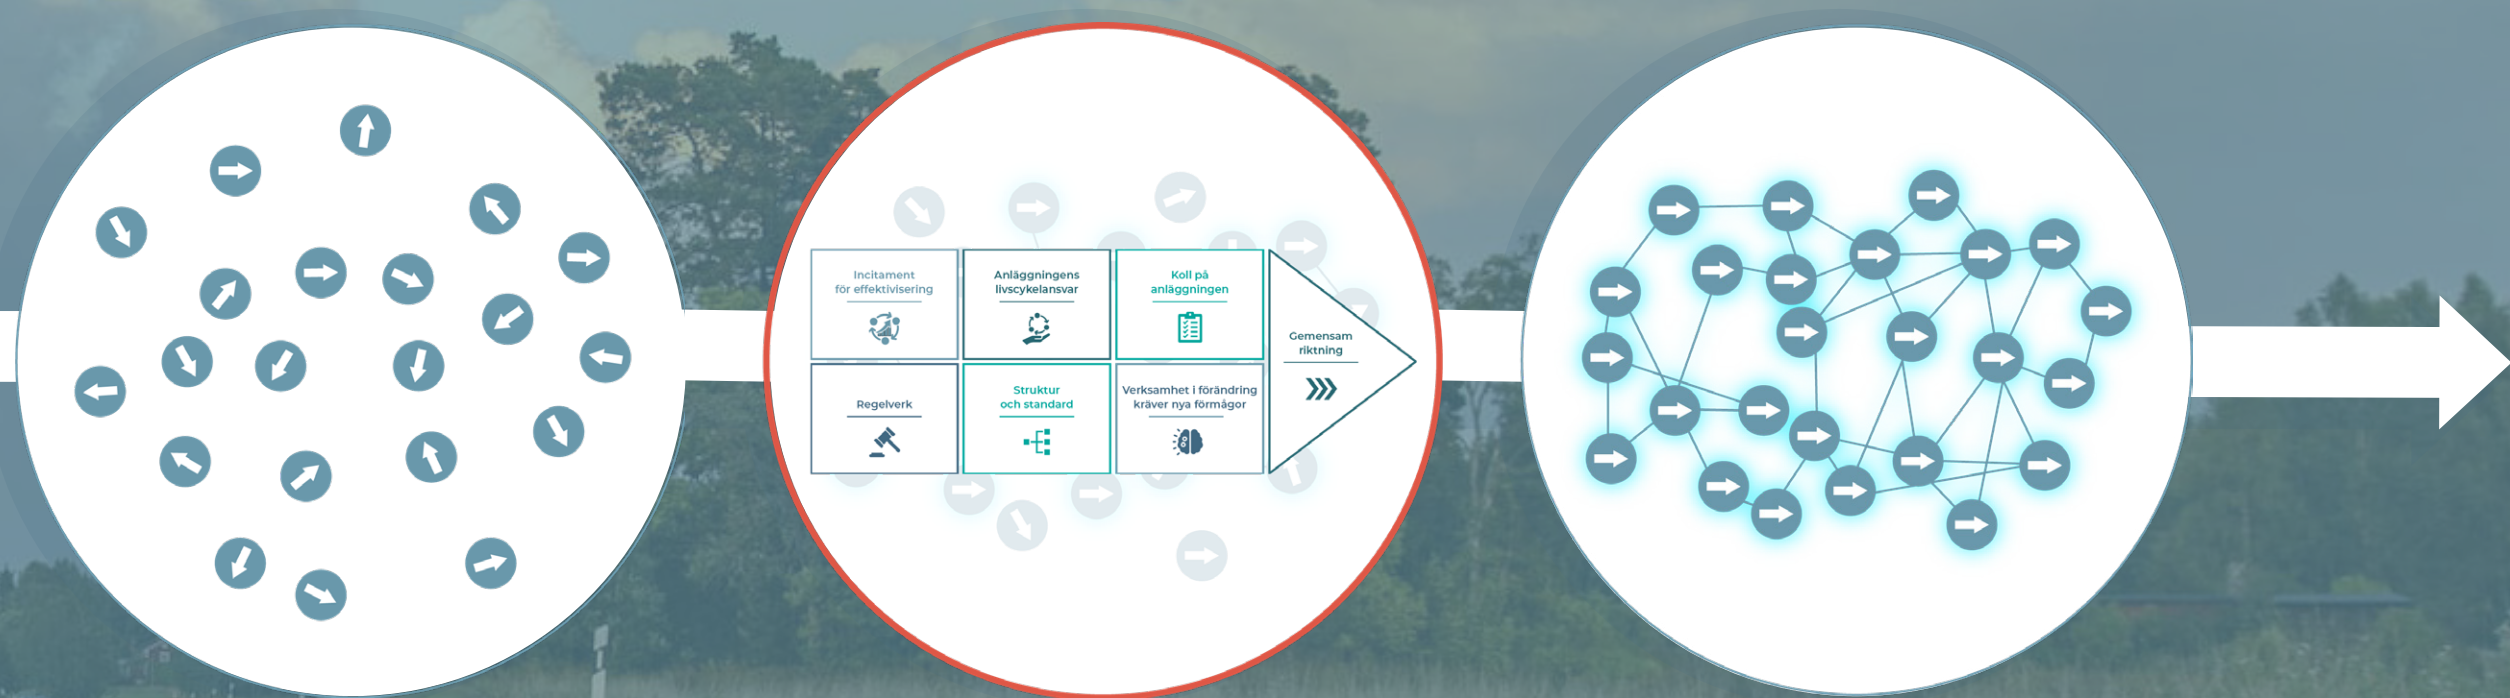 Incitament
för effektivisering
Anläggningens
livscykelansvar
Koll på
anläggningen
Regelverk
Struktur
och standard
Verksamhet i förändring
kräver nya förmågor
Gemensam
riktning